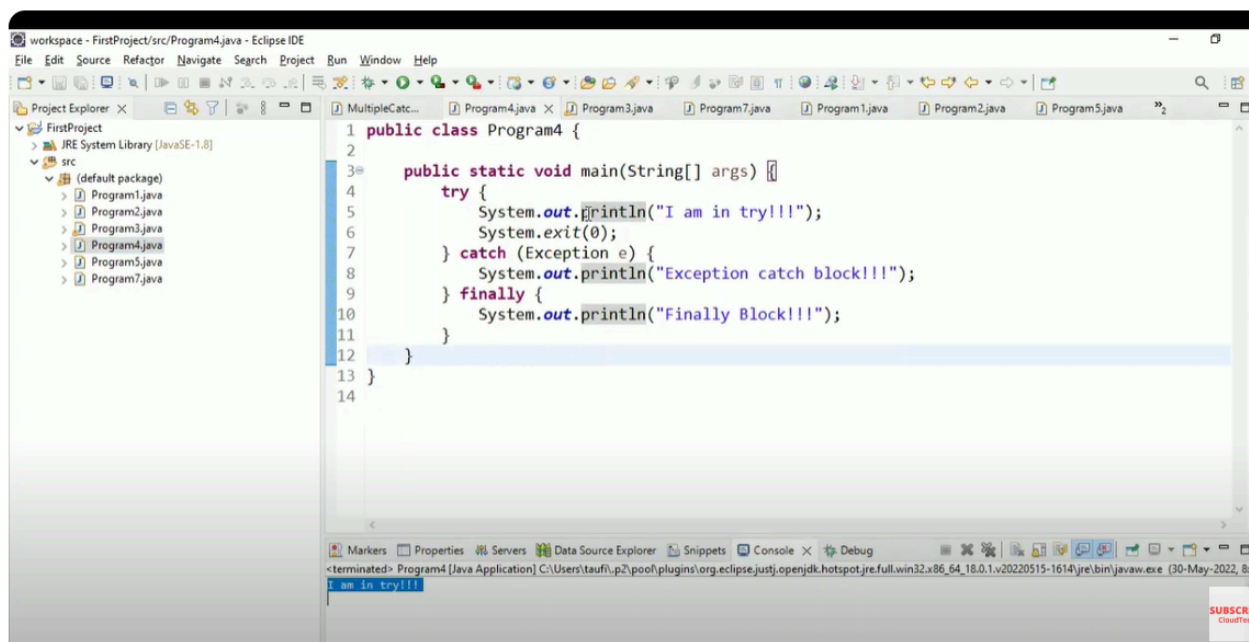 workspace - FirstProject/src/Program4.java - Eclipse IDE
File Edit Source Refactor Navigate Search Project Run Window Help
Project Explorer
FirstProject
JRE System Library [JavaSE-1.8]
src
(default package)
Program1.java
Program2.java
Program3.java
Program4.java
Program5.java
Program7.java
MultipleCatc... Program4.java Program3.java Program7.java Program1.java Program2.java Program5.java »2
1 public class Program4 {
2
3 public static void main(String[] args) {
4 try {
5 System.out.println("I am in try!!!");
6 System.exit(0);
7 } catch (Exception e) {
8 System.out.println("Exception catch block!!!");
9 } finally {
10 System.out.println("Finally Block!!!");
11 }
12 }
13 }
14
Markers Properties Servers Data Source Explorer Snippets Console Debug
<terminated> Program4 [Java Application] C:\Users\taufi\.p2\pool\plugins\org.eclipse.justj.openjdk.hotspot.jre.full.win32.x86_64_18.0.1.v20220515-1614\jre\bin\javaw.exe (30-May-2022, 8:
I am in try!!!
SUBSCR
CloudTe